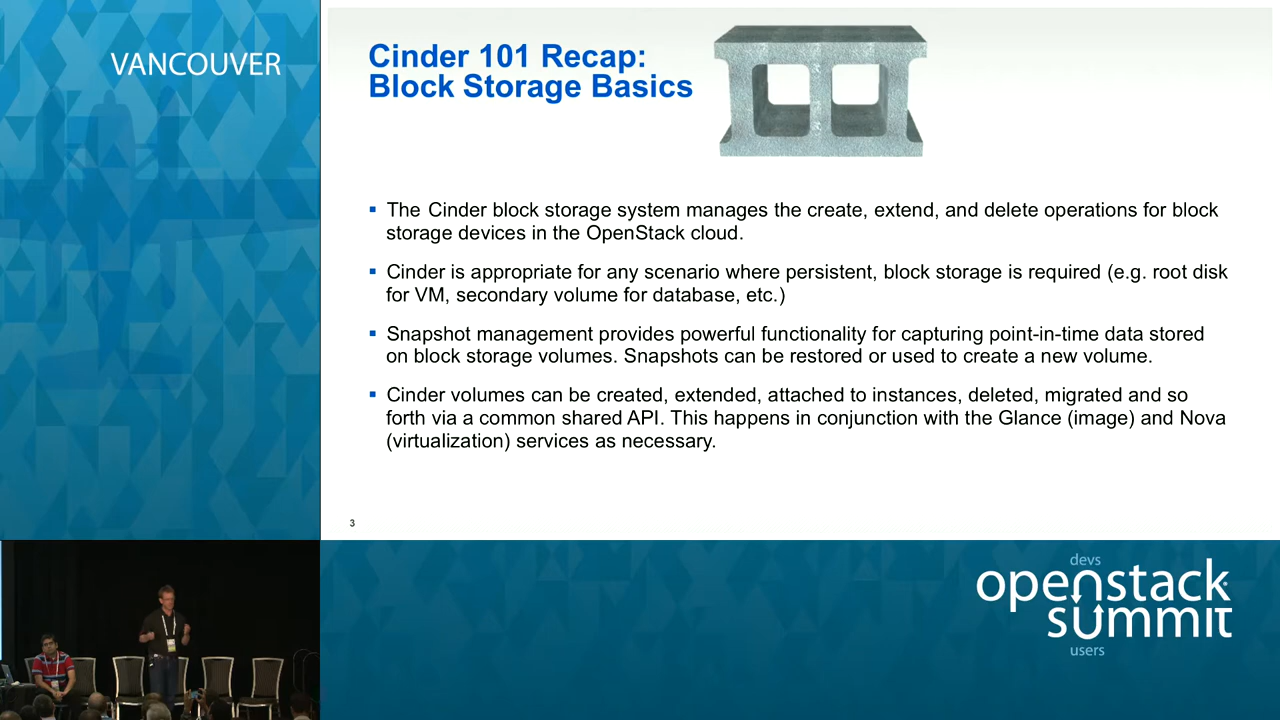 VANCOUVER
Cinder 101 Recap:
Block Storage Basics
▪ The Cinder block storage system manages the create, extend, and delete operations for block
storage devices in the OpenStack cloud.
▪ Cinder is appropriate for any scenario where persistent, block storage is required (e.g. root disk
for VM, secondary volume for database, etc.)
▪ Snapshot management provides powerful functionality for capturing point-in-time data stored
on block storage volumes. Snapshots can be restored or used to create a new volume.
▪ Cinder volumes can be created, extended, attached to instances, deleted, migrated and so
forth via a common shared API. This happens in conjunction with the Glance (image) and Nova
(virtualization) services as necessary.
3
devs
openstack
summit
users